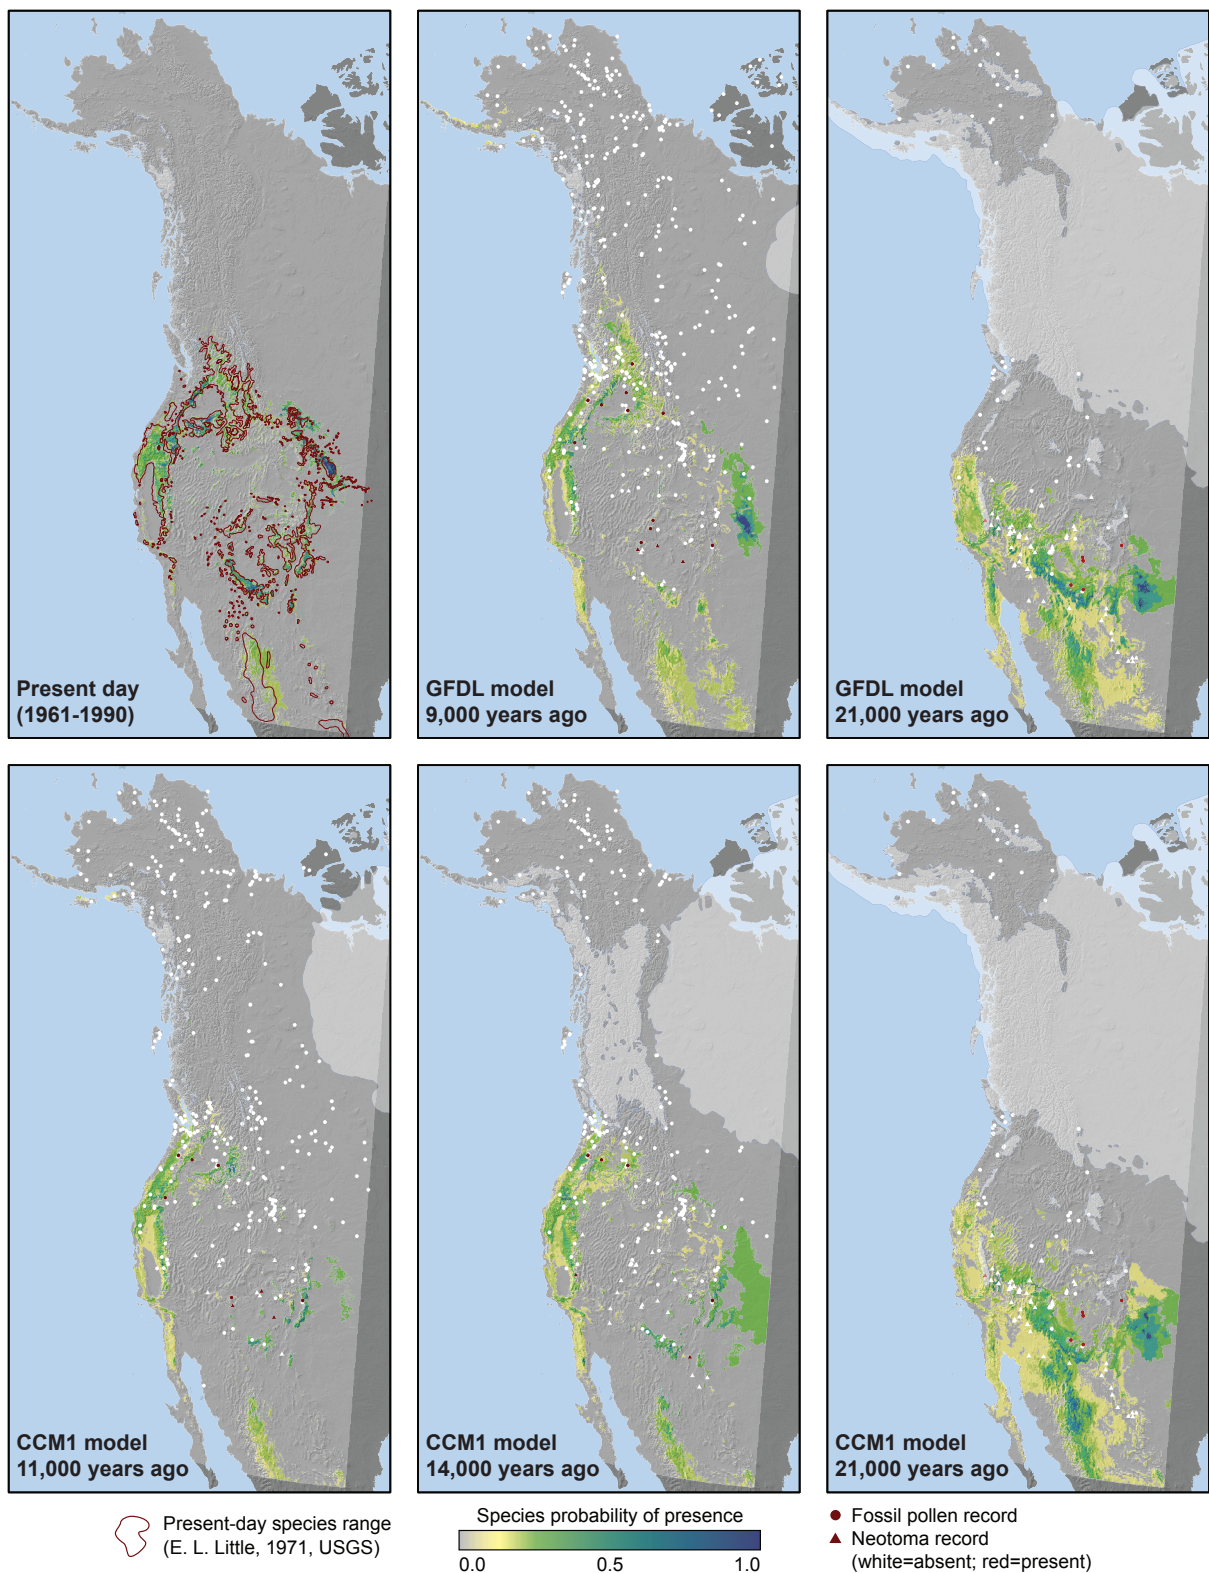 Present day
(1961-1990)
GFDL model
9,000 years ago
GFDL model
21,000 years ago
CCM1 model
11,000 years ago
CCM1 model
14,000 years ago
CCM1 model
21,000 years ago
Present-day species range
(E. L. Little, 1971, USGS)
Species probability of presence
0.0 0.5 1.0
Fossil pollen record
Neotoma record
(white=absent; red=present)